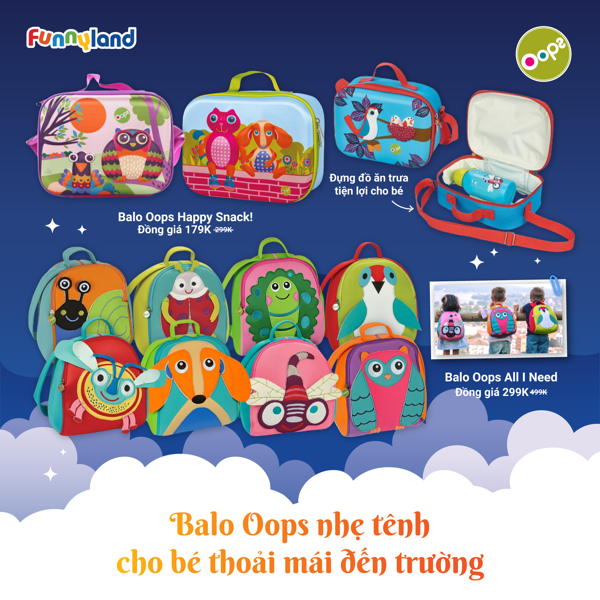 Funnyland
Oops
Đựng đồ ăn trưa
tiện lợi cho bé
Balo Oops Happy Snack!
Đồng giá 179K 299K
Balo Oops All I Need
Đồng giá 299K 499K
Balo Oops nhẹ tênh
cho bé thoải mái đến trường